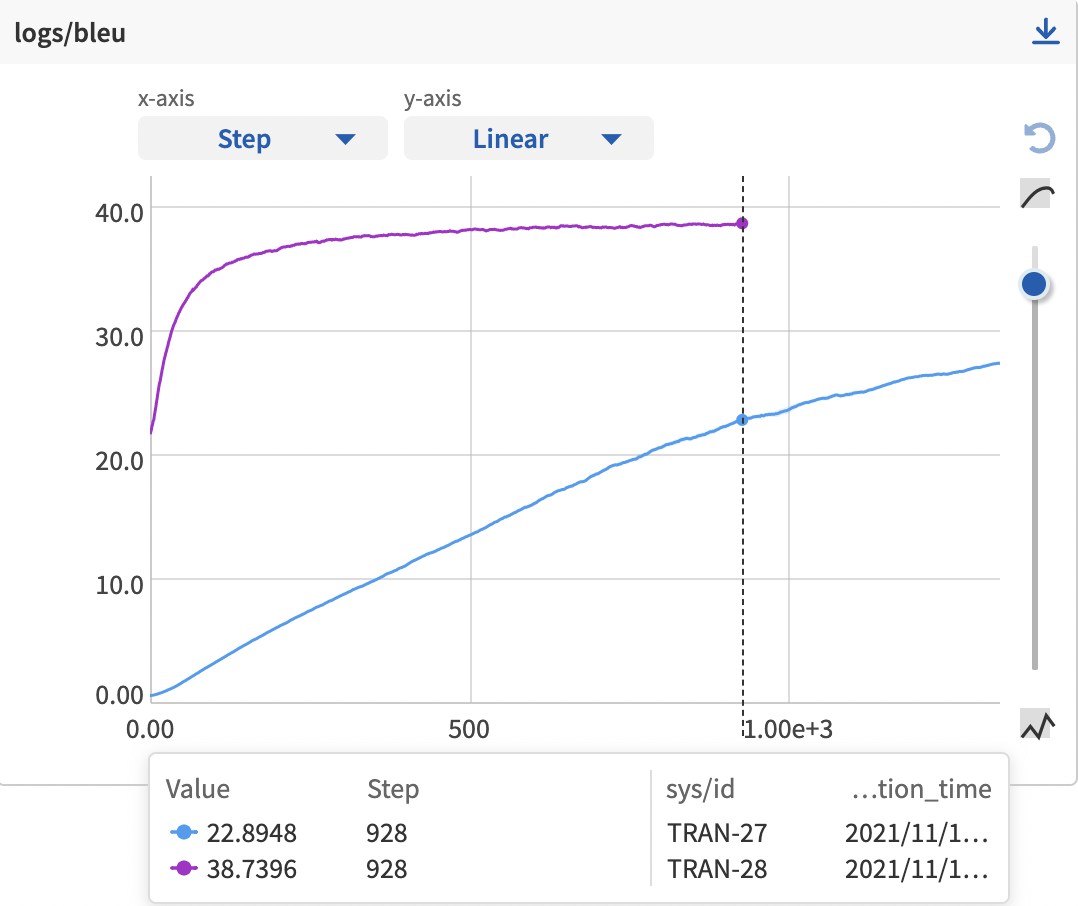 logs/bleu
x-axis y-axis
Step Linear
40.0
30.0
20.0
10.0
0.00
0.00 500 1.00e+3
Value Step sys/id …tion_time
22.8948 928 TRAN-27 2021/11/1…
38.7396 928 TRAN-28 2021/11/1…